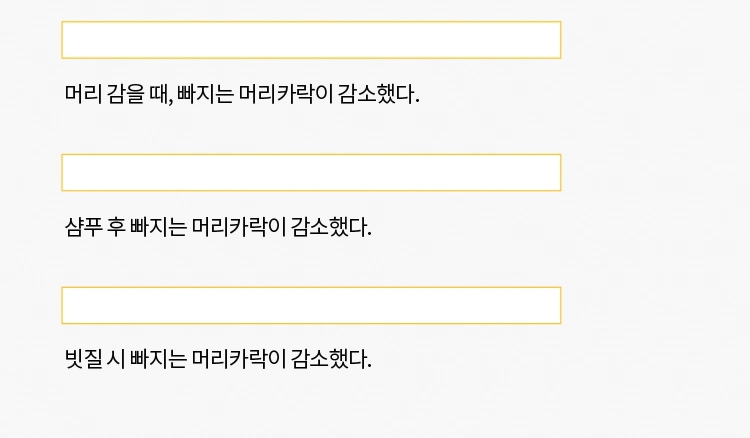 머리 감을 때, 빠지는 머리카락이 감소했다.
샴푸 후 빠지는 머리카락이 감소했다.
빗질 시 빠지는 머리카락이 감소했다.